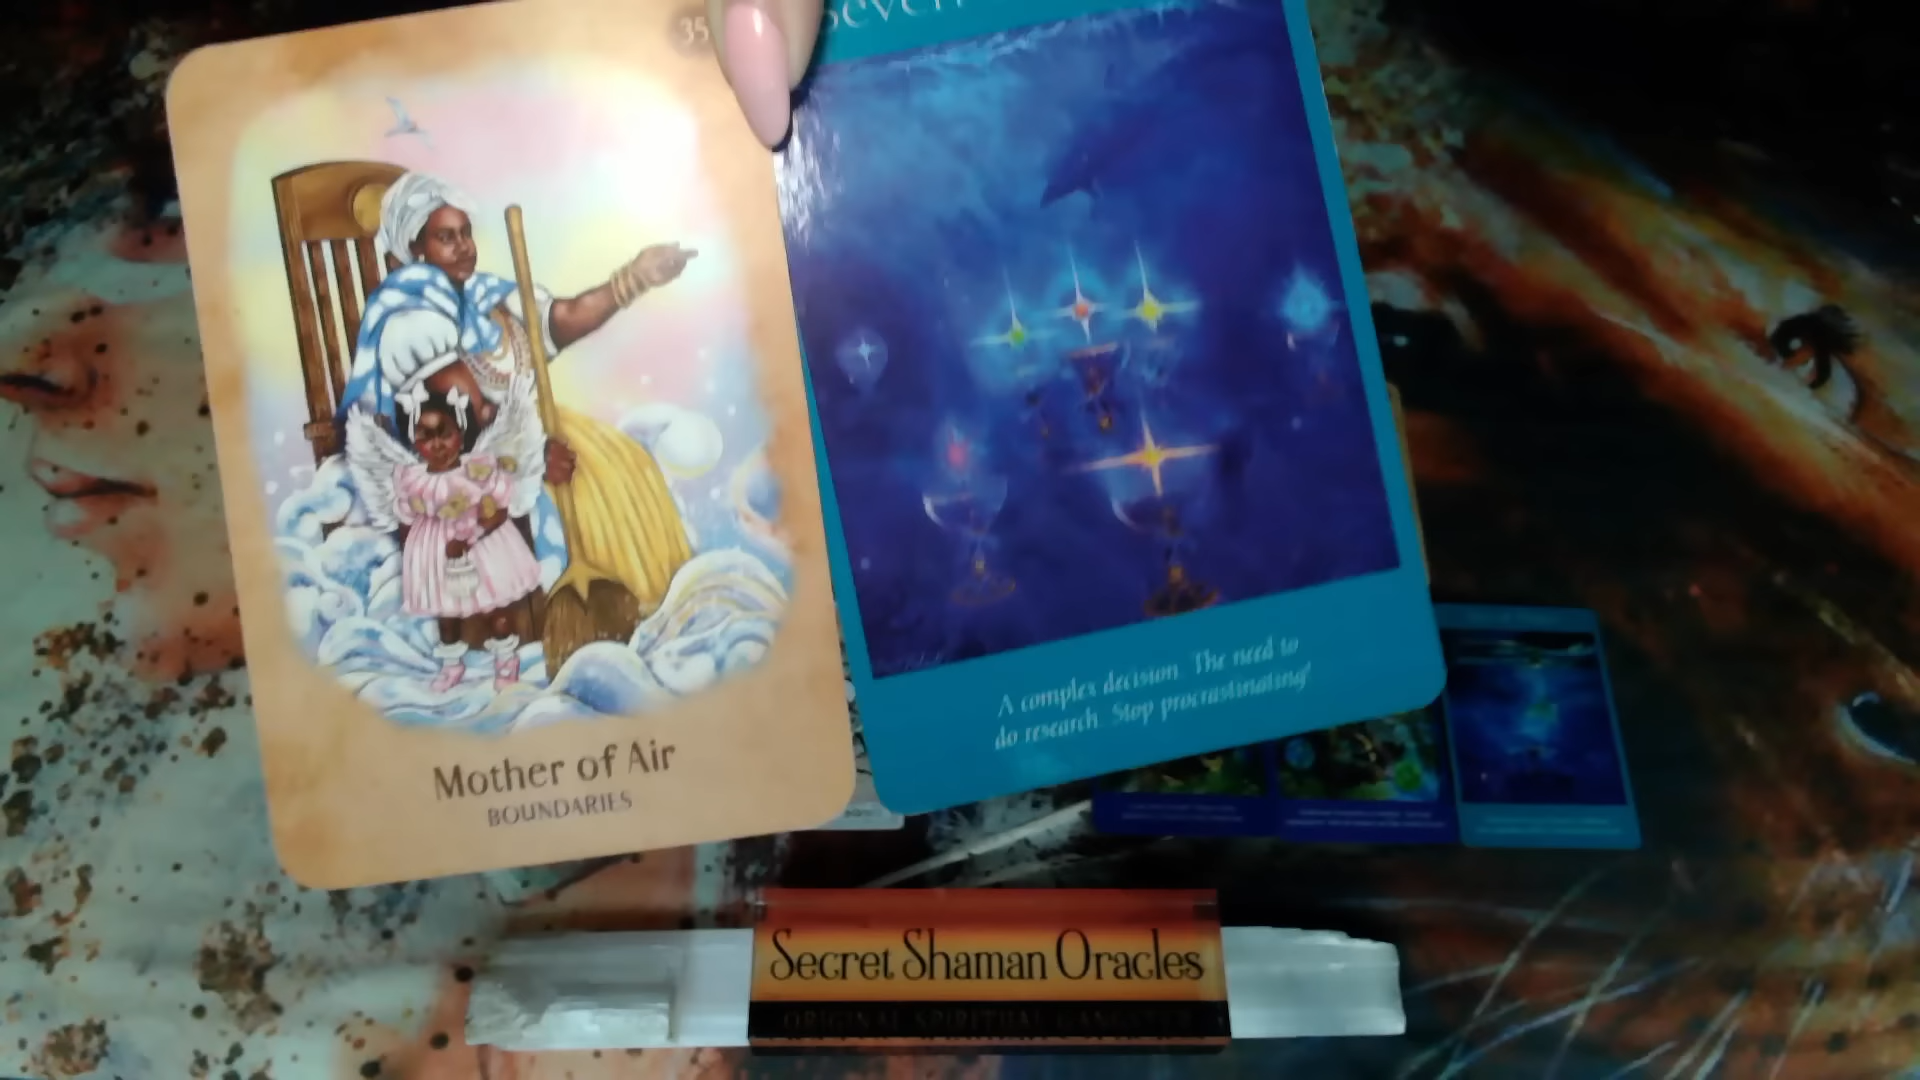 35
Seven
Mother of Air
BOUNDARIES
A complex decision. The need to
do research. Stop procrastinating!
Secret Shaman Oracles
ORIGINAL SPIRITUAL GANGSTER